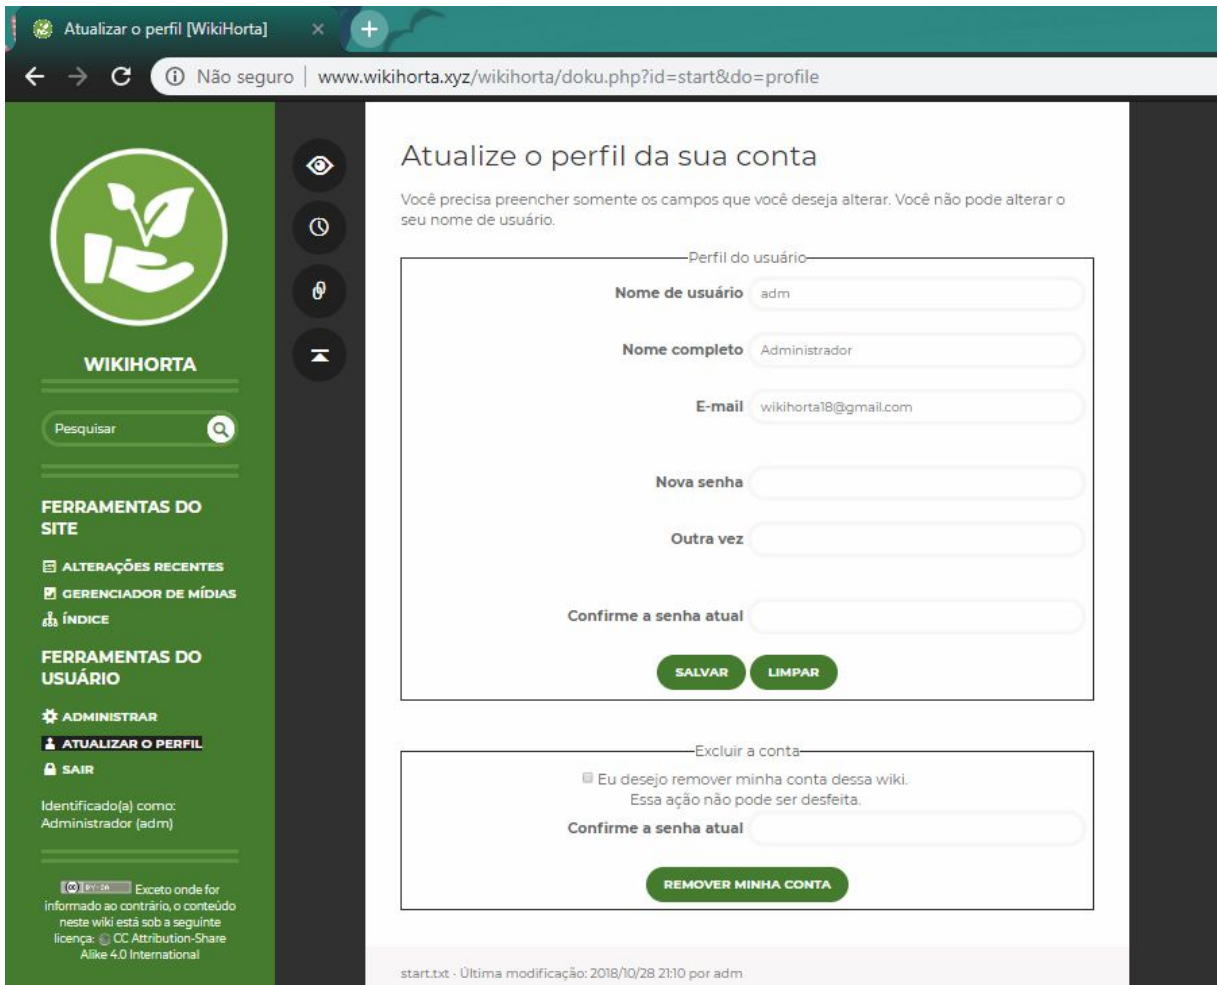 Atualizar o perfil [WikiHorta]
Não seguro | www.wikihorta.xyz/wikihorta/doku.php?id=start&do=profile
WIKIHORTA
Pesquisar
FERRAMENTAS DO
SITE
ALTERAÇÕES RECENTES
GERENCIADOR DE MÍDIAS
ÍNDICE
FERRAMENTAS DO
USUÁRIO
ADMINISTRAR
ATUALIZAR O PERFIL
SAIR
Identificado(a) como:
Administrador (adm)
(cc) BY-SA Exceto onde for
informado ao contrário, o conteúdo
neste wiki está sob a seguinte
licença: CC Attribution-Share
Alike 4.0 International
Atualize o perfil da sua conta
Você precisa preencher somente os campos que você deseja alterar. Você não pode alterar o
seu nome de usuário.
Perfil do usuário
Nome de usuário adm
Nome completo Administrador
E-mail wikihorta18@gmail.com
Nova senha
Outra vez
Confirme a senha atual
SALVAR LIMPAR
Excluir a conta
Eu desejo remover minha conta dessa wiki.
Essa ação não pode ser desfeita.
Confirme a senha atual
REMOVER MINHA CONTA
start.txt · Última modificação: 2018/10/28 21:10 por adm